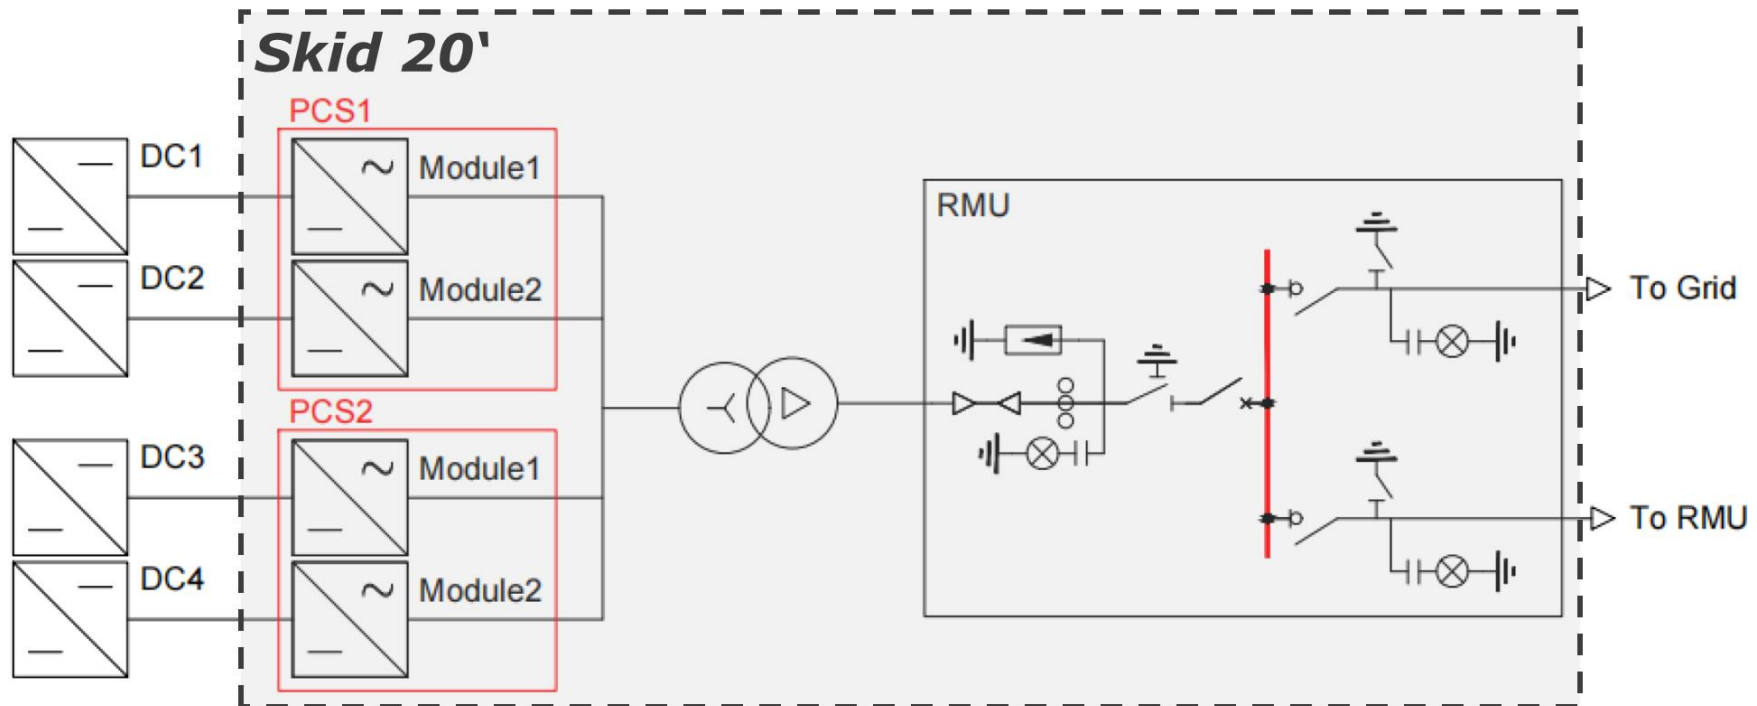 Skid 20‘
PCS1
DC1
Module1
DC2
Module2
PCS2
DC3
Module1
DC4
Module2
RMU
To Grid
To RMU